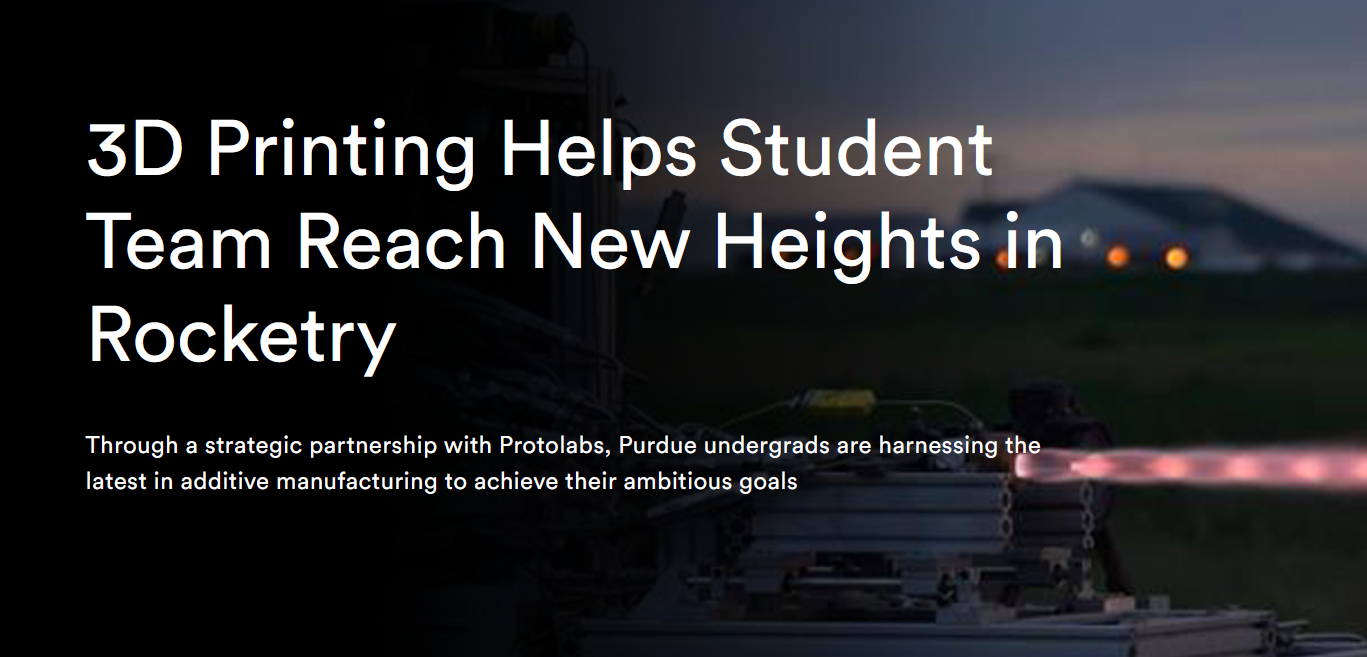 3D Printing Helps Student
Team Reach New Heights in
Rocketry
Through a strategic partnership with Protolabs, Purdue undergrads are harnessing the
latest in additive manufacturing to achieve their ambitious goals